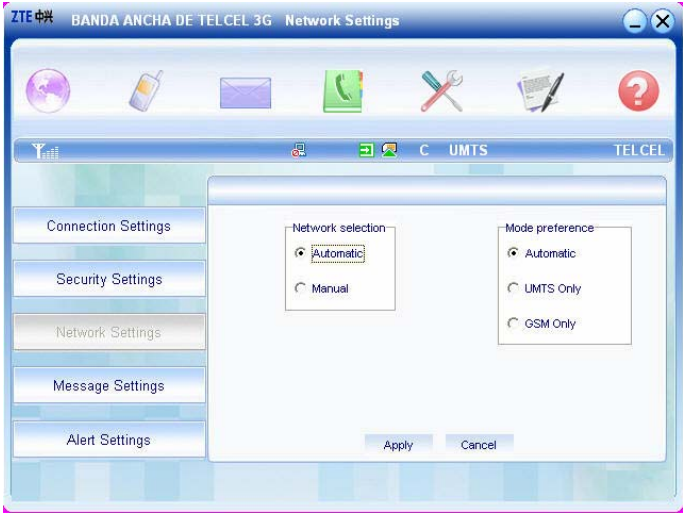 ZTE中兴 BANDA ANCHA DE TELCEL 3G Network Settings
C UMTS TELCEL
Connection Settings
Security Settings
Network Settings
Message Settings
Alert Settings
Network selection
Automatic
Manual
Mode preference
Automatic
UMTS Only
GSM Only
Apply Cancel